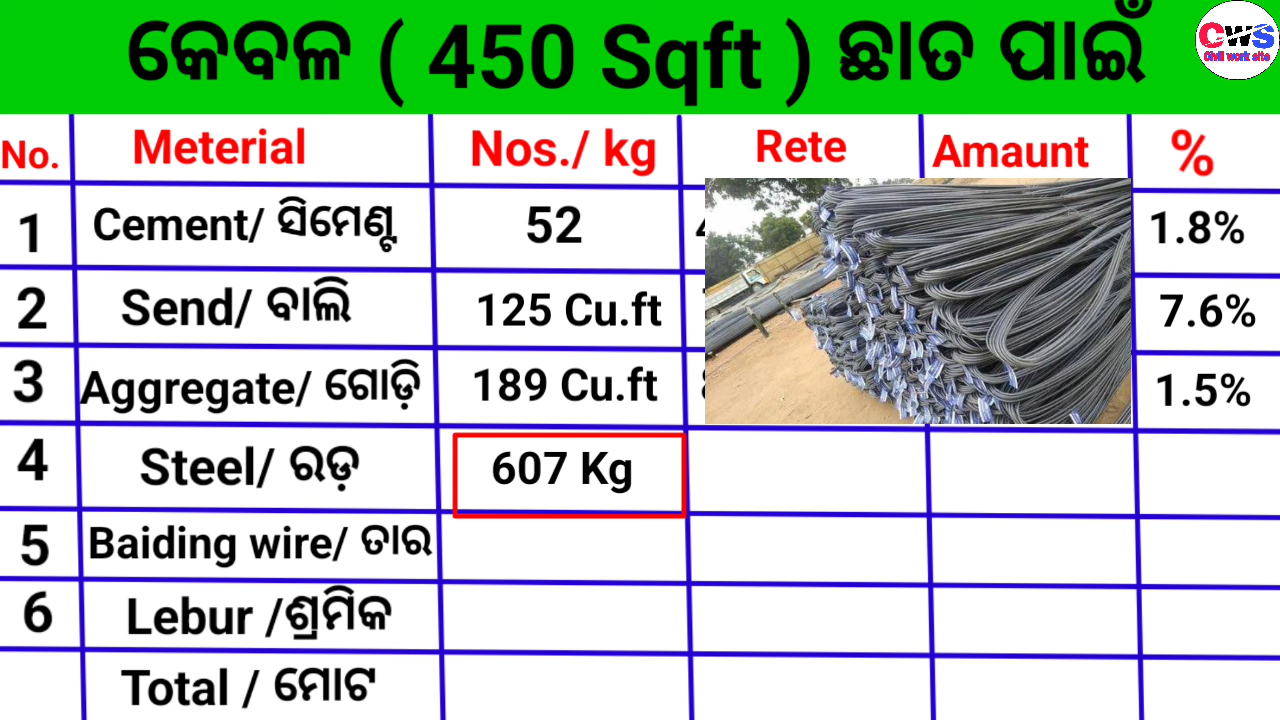 କେବଳ ( 450 Sqft ) ଛାତ ପାଇଁ
CWS
Chill work site
No. Meterial Nos./ kg Rete Amaunt %
1 Cement/ ସିମେଣ୍ଟ 52 1.8%
2 Send/ ବାଲି 125 Cu.ft 7.6%
3 Aggregate/ ଗୋଡ଼ି 189 Cu.ft 1.5%
4 Steel/ ରଡ଼ 607 Kg
5 Baiding wire/ ତାର
6 Lebur /ଶ୍ରମିକ
Total / ମୋଟ